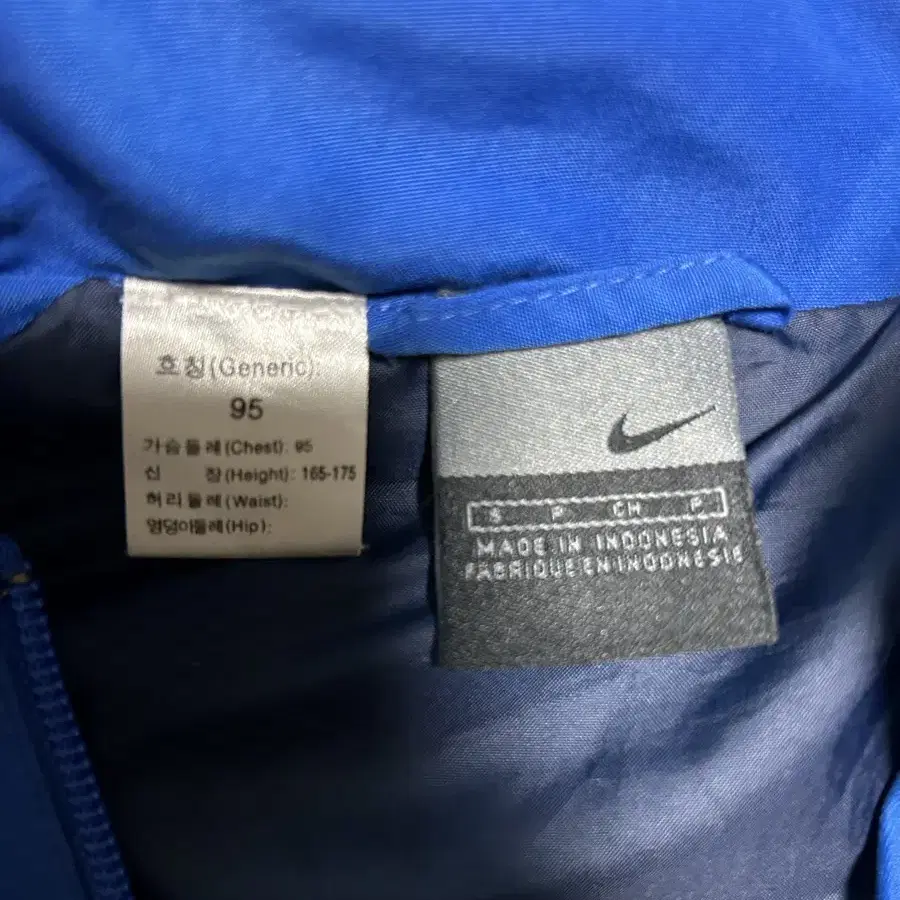 호칭(Generic):
95
가슴둘레(Chest): 95
신 장(Height): 165-175
허리둘레(Waist):
엉덩이둘레(Hip):
S P CH P
MADE IN INDONESIA
FABRIQUE EN INDONESIE